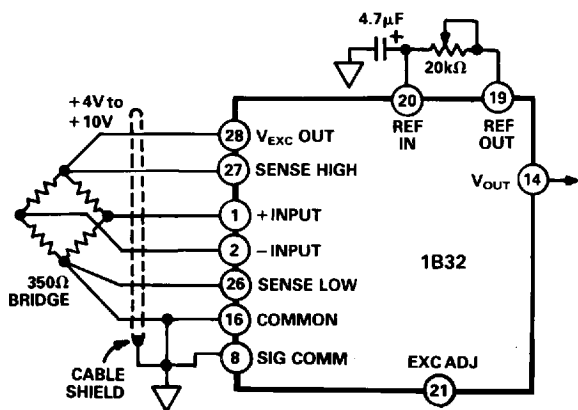 4.7μF
+
20kΩ
20
REF
IN
19
REF
OUT
+4V to
+10V
28 V_EXC OUT
27 SENSE HIGH
1 +INPUT
2 −INPUT
26 SENSE LOW
16 COMMON
8 SIG COMM
V_OUT 14
1B32
350Ω
BRIDGE
CABLE
SHIELD
EXC ADJ
21